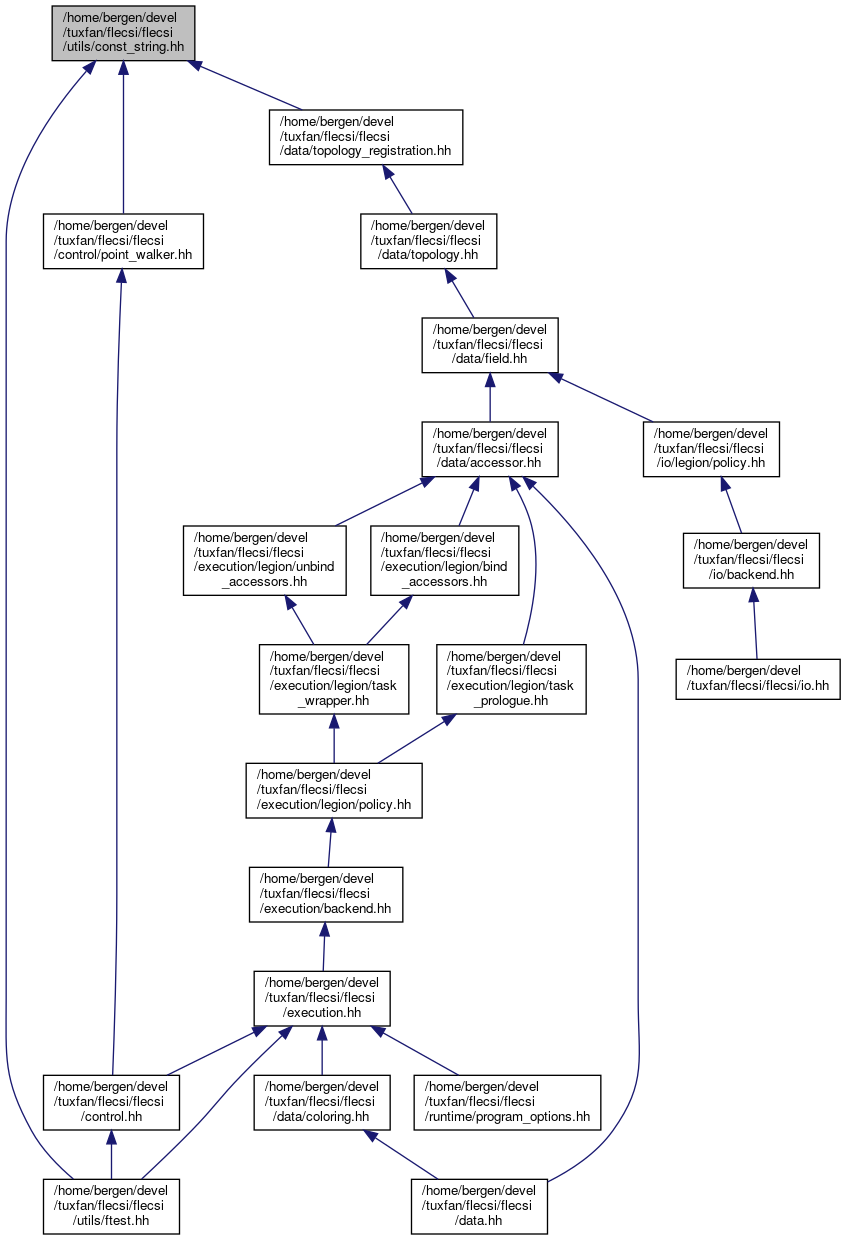 /home/bergen/devel
/tuxfan/flecsi/flecsi
/utils/const_string.hh
/home/bergen/devel
/tuxfan/flecsi/flecsi
/data/topology_registration.hh
/home/bergen/devel
/tuxfan/flecsi/flecsi
/control/point_walker.hh
/home/bergen/devel
/tuxfan/flecsi/flecsi
/data/topology.hh
/home/bergen/devel
/tuxfan/flecsi/flecsi
/data/field.hh
/home/bergen/devel
/tuxfan/flecsi/flecsi
/data/accessor.hh
/home/bergen/devel
/tuxfan/flecsi/flecsi
/io/legion/policy.hh
/home/bergen/devel
/tuxfan/flecsi/flecsi
/execution/legion/unbind
_accessors.hh
/home/bergen/devel
/tuxfan/flecsi/flecsi
/execution/legion/bind
_accessors.hh
/home/bergen/devel
/tuxfan/flecsi/flecsi
/io/backend.hh
/home/bergen/devel
/tuxfan/flecsi/flecsi
/execution/legion/task
_wrapper.hh
/home/bergen/devel
/tuxfan/flecsi/flecsi
/execution/legion/task
_prologue.hh
/home/bergen/devel
/tuxfan/flecsi/flecsi/io.hh
/home/bergen/devel
/tuxfan/flecsi/flecsi
/execution/legion/policy.hh
/home/bergen/devel
/tuxfan/flecsi/flecsi
/execution/backend.hh
/home/bergen/devel
/tuxfan/flecsi/flecsi
/execution.hh
/home/bergen/devel
/tuxfan/flecsi/flecsi
/control.hh
/home/bergen/devel
/tuxfan/flecsi/flecsi
/data/coloring.hh
/home/bergen/devel
/tuxfan/flecsi/flecsi
/runtime/program_options.hh
/home/bergen/devel
/tuxfan/flecsi/flecsi
/utils/ftest.hh
/home/bergen/devel
/tuxfan/flecsi/flecsi
/data.hh